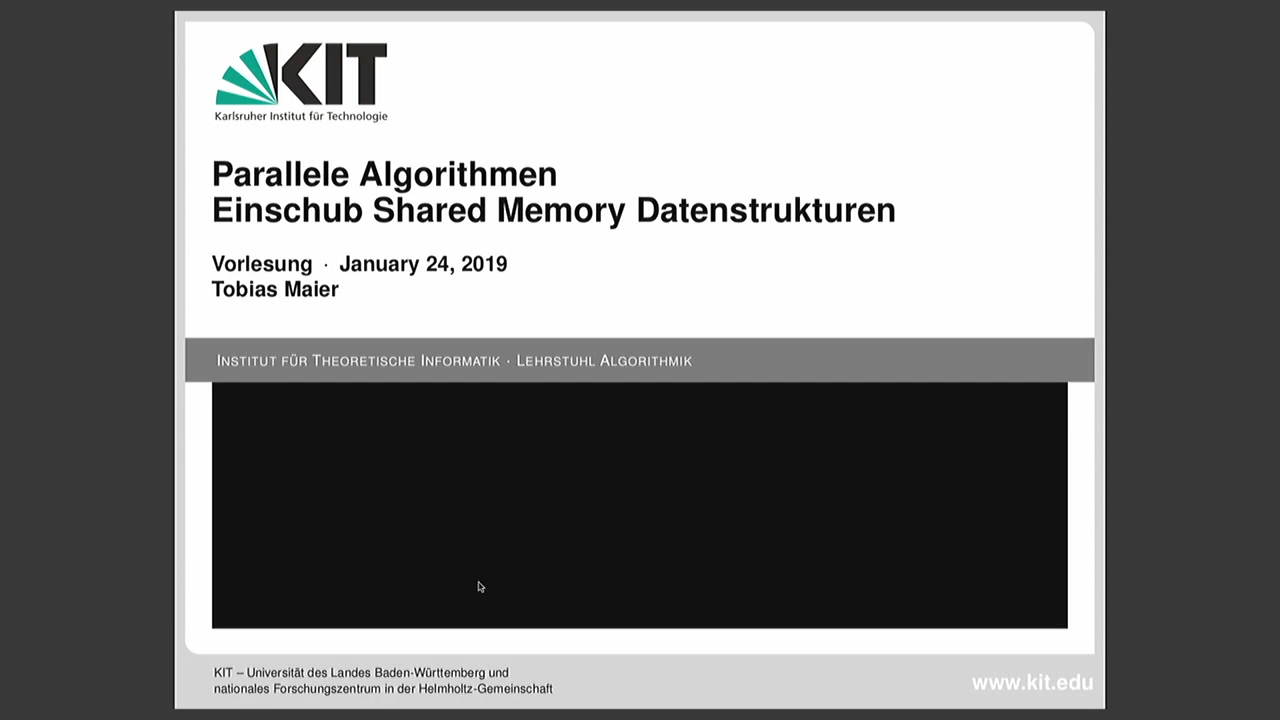 KIT
Karlsruher Institut für Technologie
Parallele Algorithmen
Einschub Shared Memory Datenstrukturen
Vorlesung · January 24, 2019
Tobias Maier
Institut für Theoretische Informatik · Lehrstuhl Algorithmik
KIT – Universität des Landes Baden-Württemberg und
nationales Forschungszentrum in der Helmholtz-Gemeinschaft
www.kit.edu